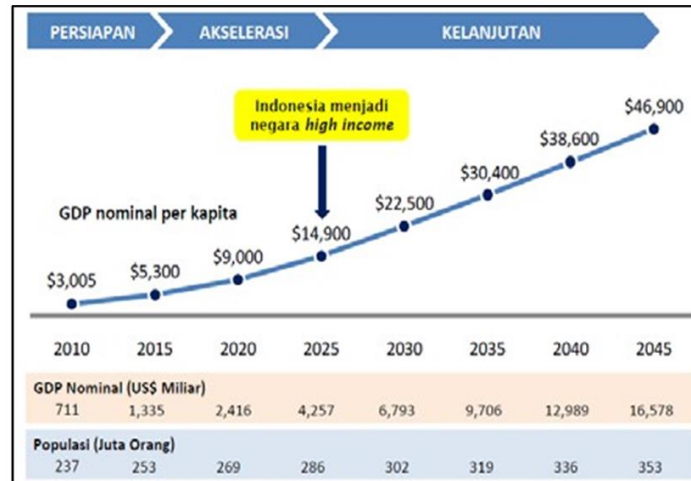 PERSIAPAN AKSELERASI KELANJUTAN
Indonesia menjadi
negara high income
$46,900
$38,600
$30,400
GDP nominal per kapita
$22,500
$14,900
$9,000
$5,300
$3,005
2010 2015 2020 2025 2030 2035 2040 2045
GDP Nominal (US$ Miliar)
711 1,335 2,416 4,257 6,793 9,706 12,989 16,578
Populasi (Juta Orang)
237 253 269 286 302 319 336 353